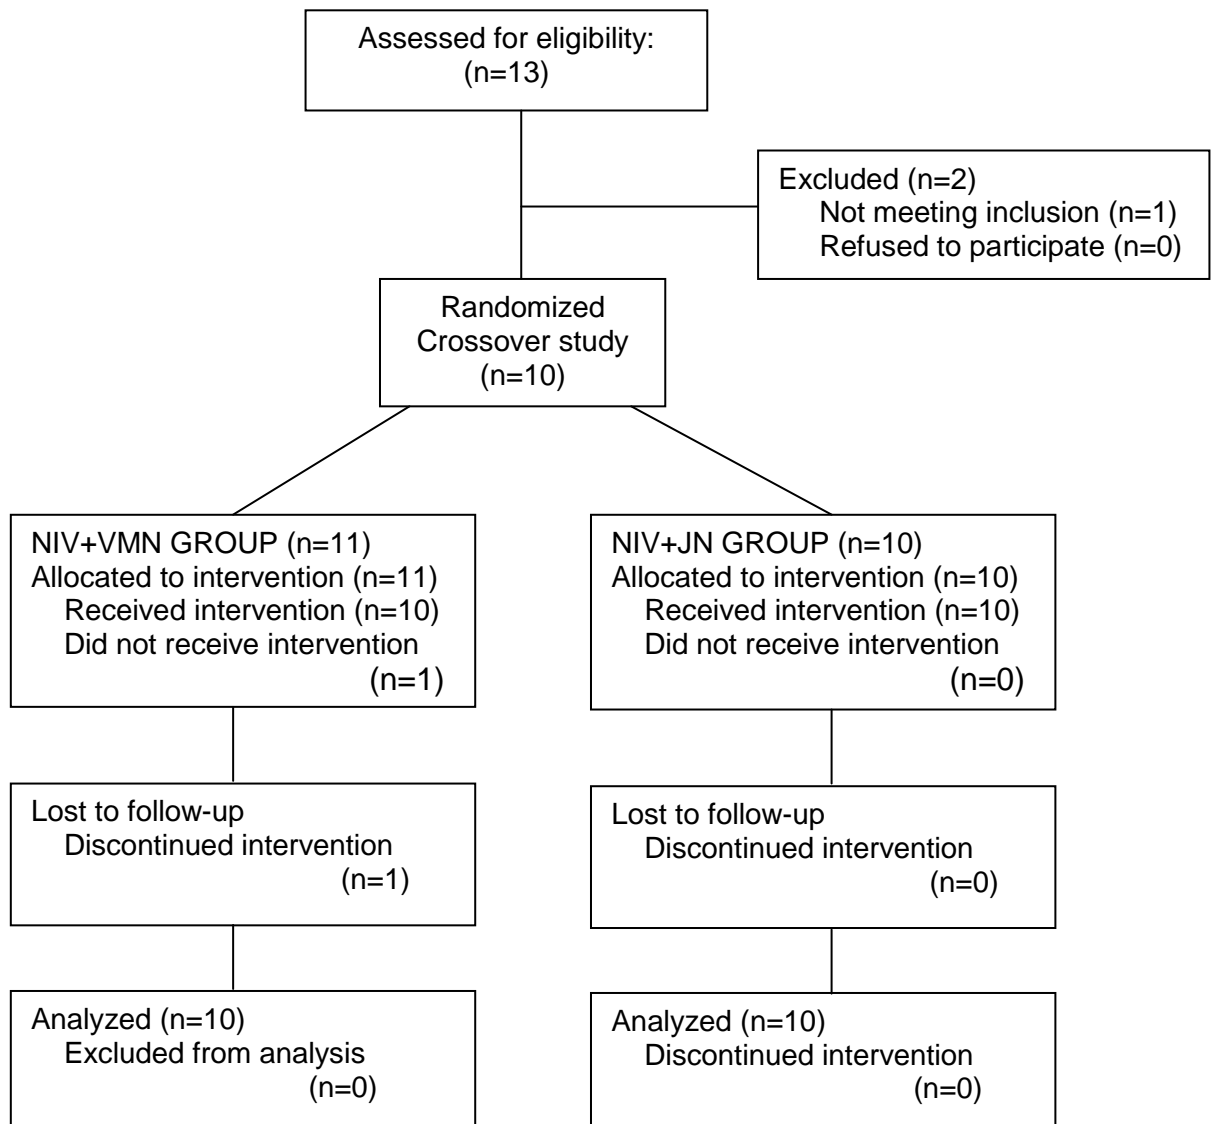 Assessed for eligibility:
(n=13)
Excluded (n=2)
Not meeting inclusion (n=1)
Refused to participate (n=0)
Randomized
Crossover study
(n=10)
NIV+VMN GROUP (n=11)
Allocated to intervention (n=11)
Received intervention (n=10)
Did not receive intervention
(n=1)
NIV+JN GROUP (n=10)
Allocated to intervention (n=10)
Received intervention (n=10)
Did not receive intervention
(n=0)
Lost to follow-up
Discontinued intervention
(n=1)
Lost to follow-up
Discontinued intervention
(n=0)
Analyzed (n=10)
Excluded from analysis
(n=0)
Analyzed (n=10)
Discontinued intervention
(n=0)